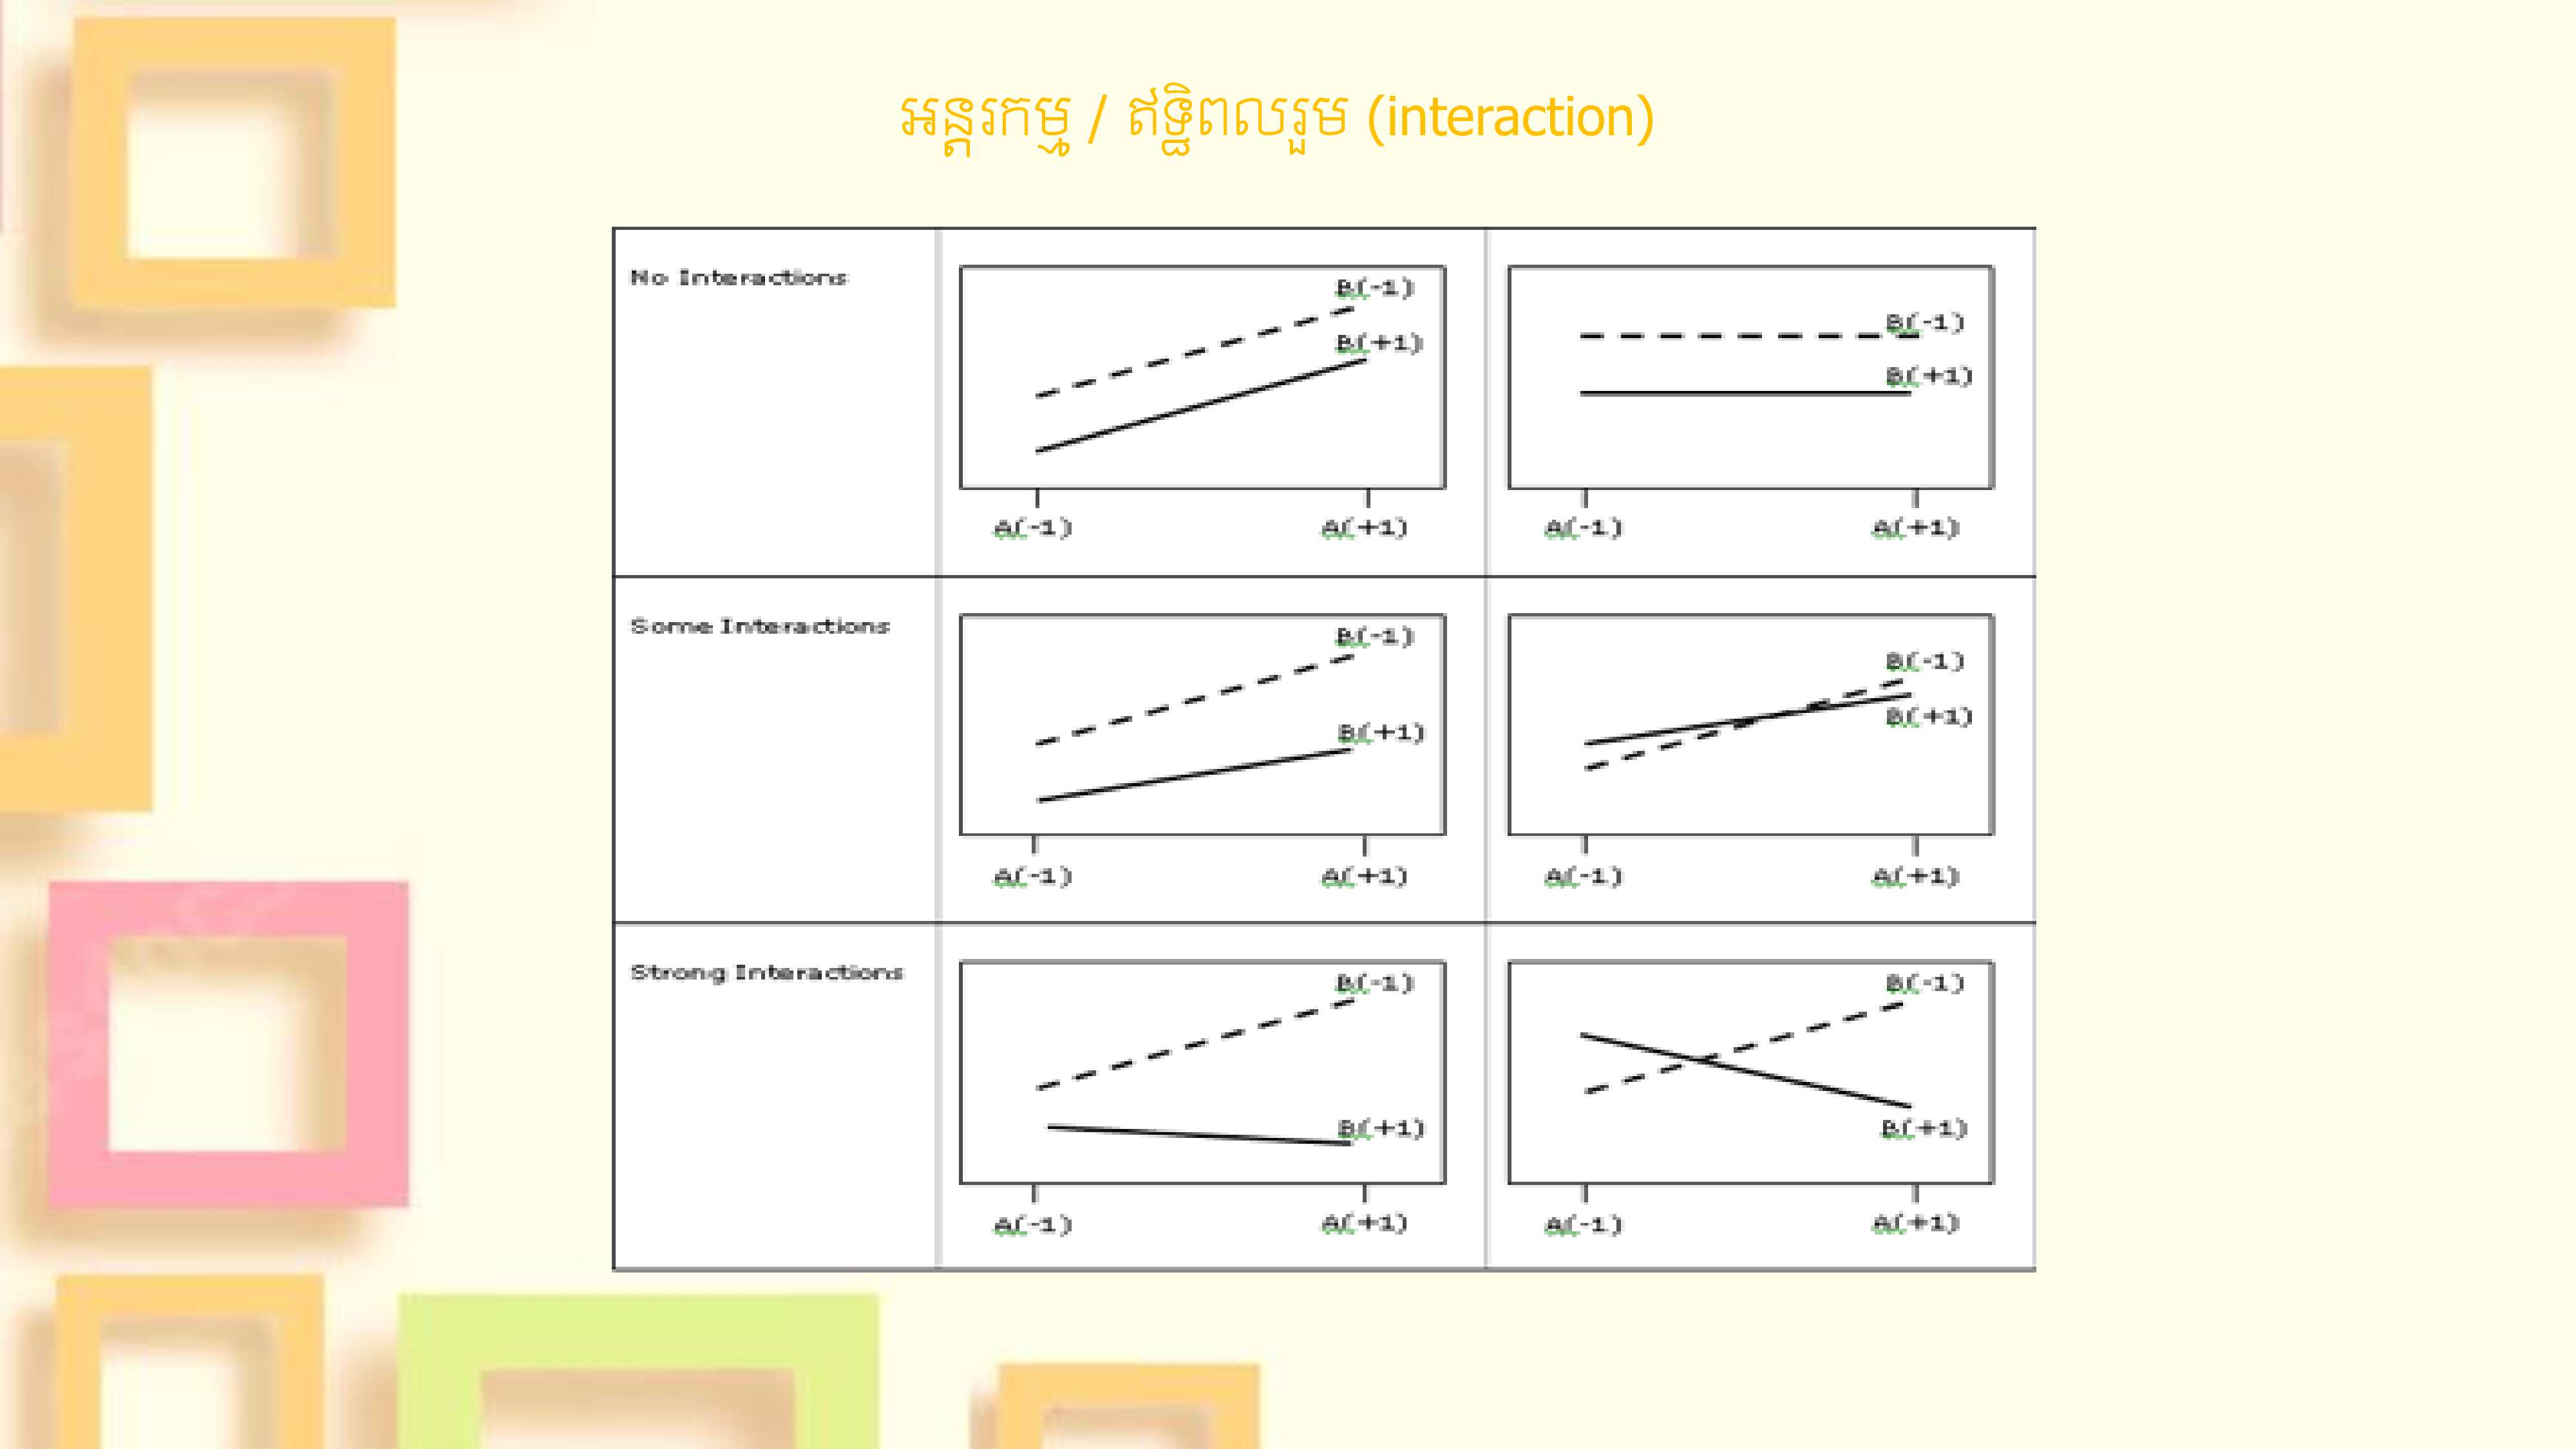 អន្តរកម្ម / ឥទ្ធិពលរួម (interaction)
No Interactions
B(-1)
B(+1)
A(-1) A(+1)
B(-1)
B(+1)
A(-1) A(+1)
Some Interactions
B(-1)
B(+1)
A(-1) A(+1)
B(-1)
B(+1)
A(-1) A(+1)
Strong Interactions
B(-1)
B(+1)
A(-1) A(+1)
B(-1)
B(+1)
A(-1) A(+1)